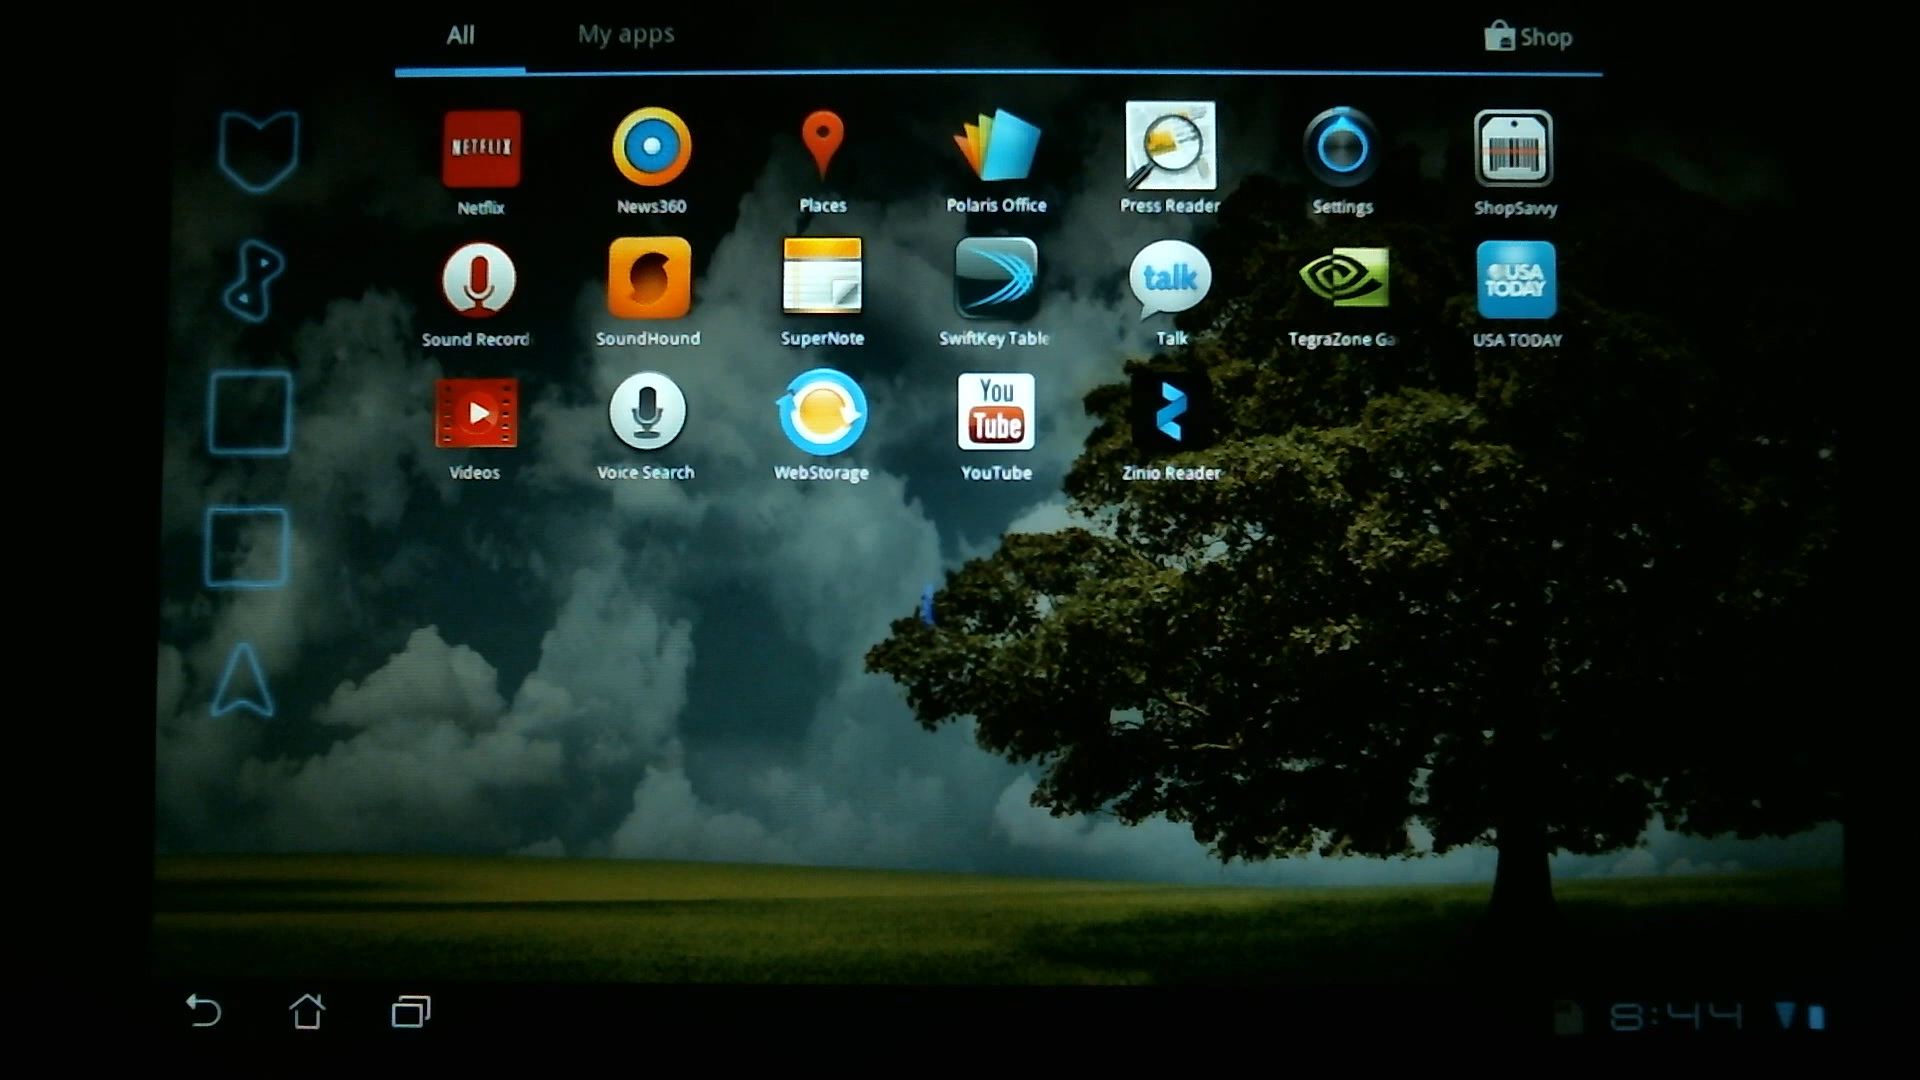 All
My apps
Shop
NETFLIX
Netflix
News360
Places
Polaris Office
Press Reader
Settings
ShopSavvy
talk
USA
TODAY
Sound Record
SoundHound
SuperNote
SwiftKey Table
Talk
TegraZone Ga
USA TODAY
You
Tube
Videos
Voice Search
WebStorage
YouTube
Zinio Reader
8:44